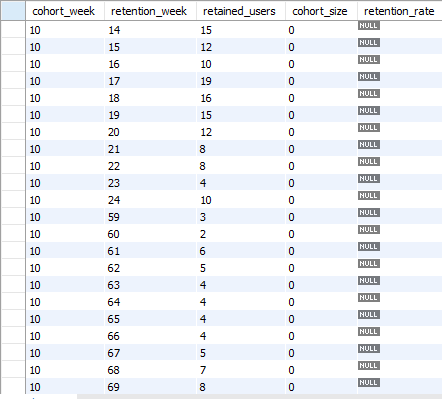 cohort_week retention_week retained_users cohort_size retention_rate
10 14 15 0 NULL
10 15 12 0 NULL
10 16 10 0 NULL
10 17 19 0 NULL
10 18 16 0 NULL
10 19 15 0 NULL
10 20 12 0 NULL
10 21 8 0 NULL
10 22 8 0 NULL
10 23 4 0 NULL
10 24 10 0 NULL
10 59 3 0 NULL
10 60 2 0 NULL
10 61 6 0 NULL
10 62 5 0 NULL
10 63 4 0 NULL
10 64 4 0 NULL
10 65 4 0 NULL
10 66 4 0 NULL
10 67 5 0 NULL
10 68 7 0 NULL
10 69 8 0 NULL